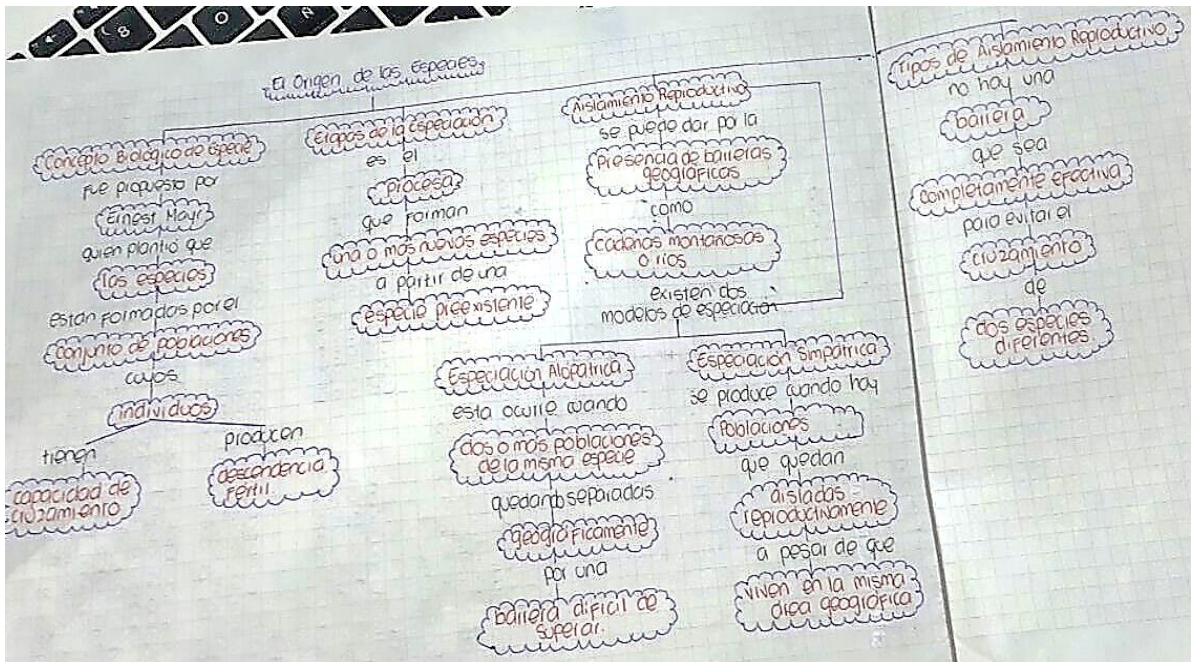 El Origen de las Especies
Concepto Biológico de Especie
fue propuesto por
Ernest Mayr
quien plantió que
las especies
estan formadas por el
conjunto de poblaciones
cuyos
individuos
tienen
capacidad de
cruzamiento
producen
descendencia
fertil.
Etapas de la Especiación
es el
proceso
que forman
una o más nuevas especies
a partir de una
especie preexistente
Aislamiento Reproductivo
se puede dar por la
Presencia de barreras
geográficas
como
cadenas montañosas
o ríos
existen dos
modelos de especiación
Especiación Alopátrica
esta ocurre cuando
dos o más poblaciones
de la misma especie
quedan separadas
geográficamente
por una
barrera dificil de
superar.
Especiación Simpátrica
se produce cuando hay
Poblaciones
que quedan
aisladas
reproductivamente
a pesar de que
viven en la misma
área geográfica
Tipos de Aislamiento Reproductivo
no hay una
barrera
que sea
completamente efectiva
para evitar el
cruzamiento
de
dos especies
diferentes.
8
O
Ñ